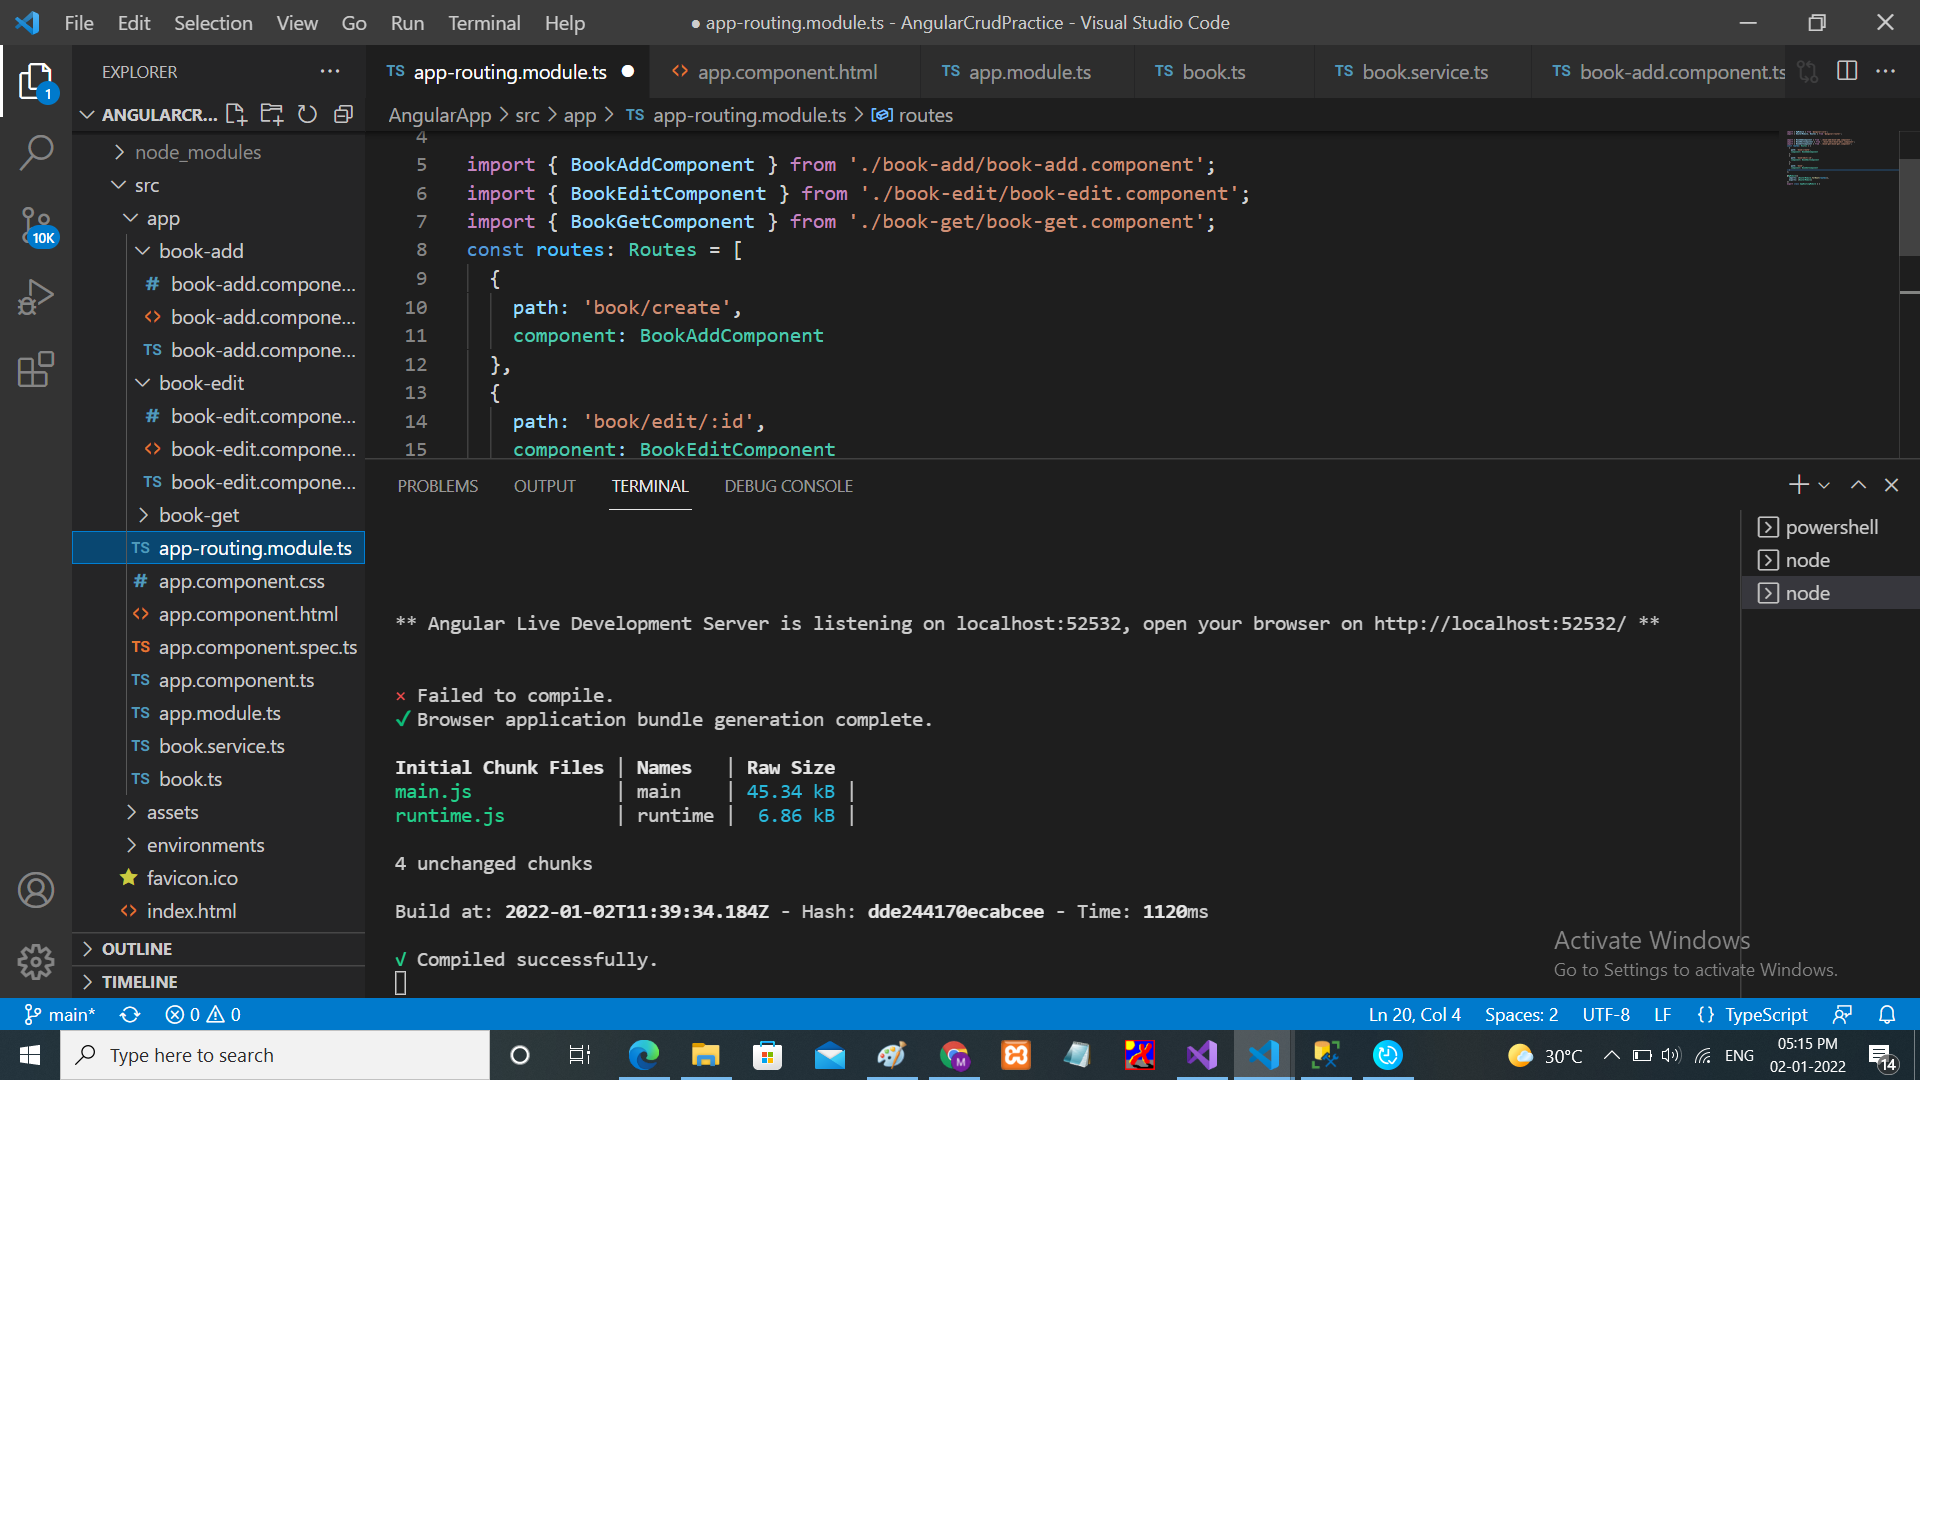 File Edit Selection View Go Run Terminal Help
● app-routing.module.ts - AngularCrudPractice - Visual Studio Code
EXPLORER
TS app-routing.module.ts
<> app.component.html
TS app.module.ts
TS book.ts
TS book.service.ts
TS book-add.component.ts
1
10K
ANGULARCR...
node_modules
src
app
book-add
# book-add.compone...
<> book-add.compone...
TS book-add.compone...
book-edit
# book-edit.compone...
<> book-edit.compone...
TS book-edit.compone...
book-get
TS app-routing.module.ts
# app.component.css
<> app.component.html
TS app.component.spec.ts
TS app.component.ts
TS app.module.ts
TS book.service.ts
TS book.ts
assets
environments
favicon.ico
<> index.html
OUTLINE
TIMELINE
AngularApp > src > app > TS app-routing.module.ts > routes
4
5 import { BookAddComponent } from './book-add/book-add.component';
6 import { BookEditComponent } from './book-edit/book-edit.component';
7 import { BookGetComponent } from './book-get/book-get.component';
8 const routes: Routes = [
9 {
10 path: 'book/create',
11 component: BookAddComponent
12 },
13 {
14 path: 'book/edit/:id',
15 component: BookEditComponent
PROBLEMS OUTPUT TERMINAL DEBUG CONSOLE
powershell
node
node
** Angular Live Development Server is listening on localhost:52532, open your browser on http://localhost:52532/ **
× Failed to compile.
✓ Browser application bundle generation complete.
Initial Chunk Files | Names | Raw Size
main.js | main | 45.34 kB |
runtime.js | runtime | 6.86 kB |
4 unchanged chunks
Build at: 2022-01-02T11:39:34.184Z - Hash: dde244170ecabcee - Time: 1120ms
√ Compiled successfully.
Activate Windows
Go to Settings to activate Windows.
main* 0 0
Ln 20, Col 4 Spaces: 2 UTF-8 LF {} TypeScript
Type here to search
M
30°C
ENG
05:15 PM
02-01-2022
14